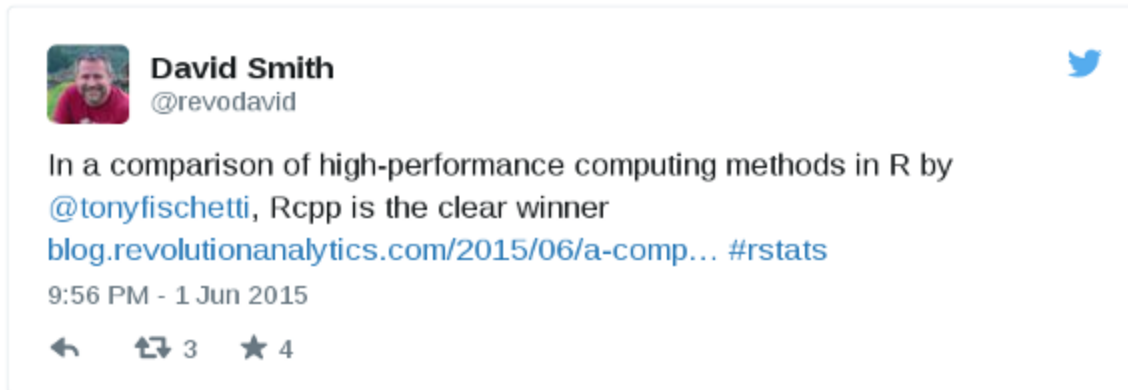 David Smith
@revodavid
In a comparison of high-performance computing methods in R by
@tonyfischetti, Rcpp is the clear winner
blog.revolutionanalytics.com/2015/06/a-comp… #rstats
9:56 PM - 1 Jun 2015
3 4